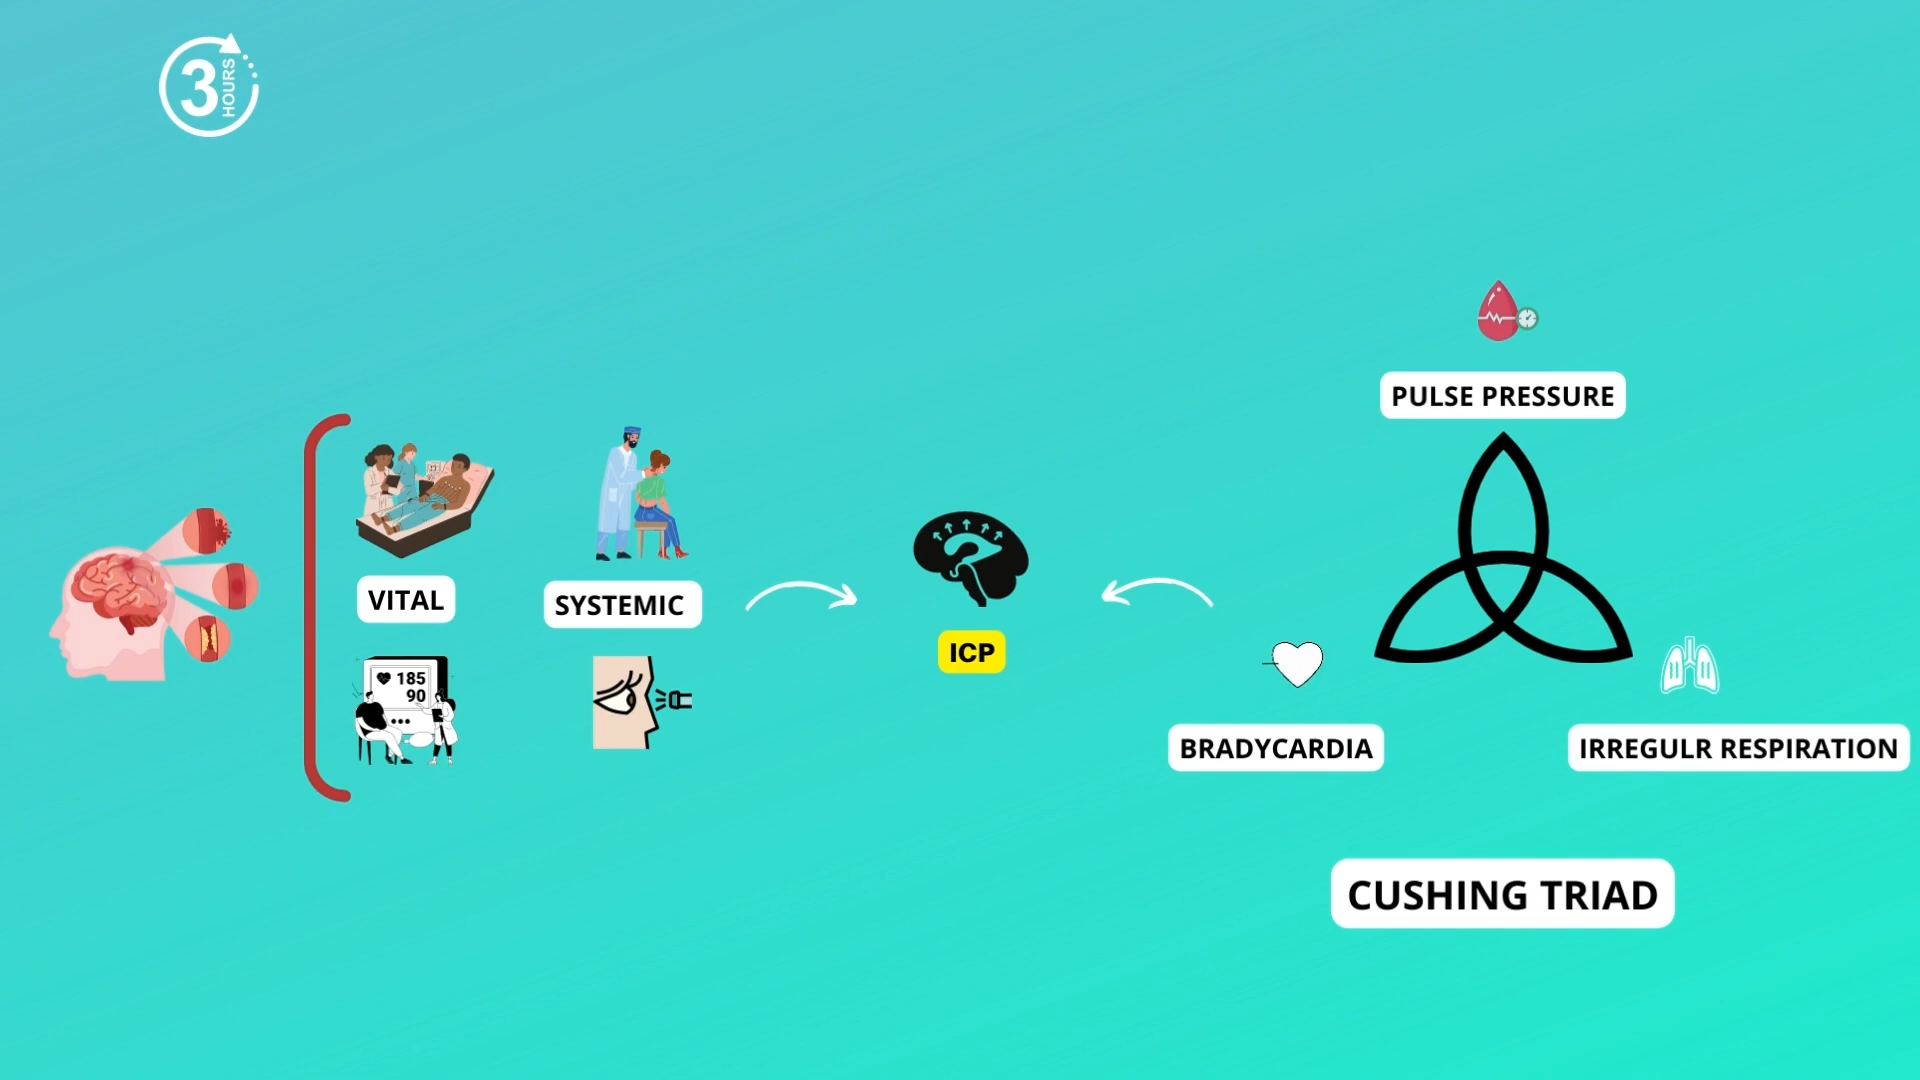 3
HOURS
PULSE PRESSURE
VITAL
SYSTEMIC
185
90
ICP
BRADYCARDIA
IRREGULR RESPIRATION
CUSHING TRIAD